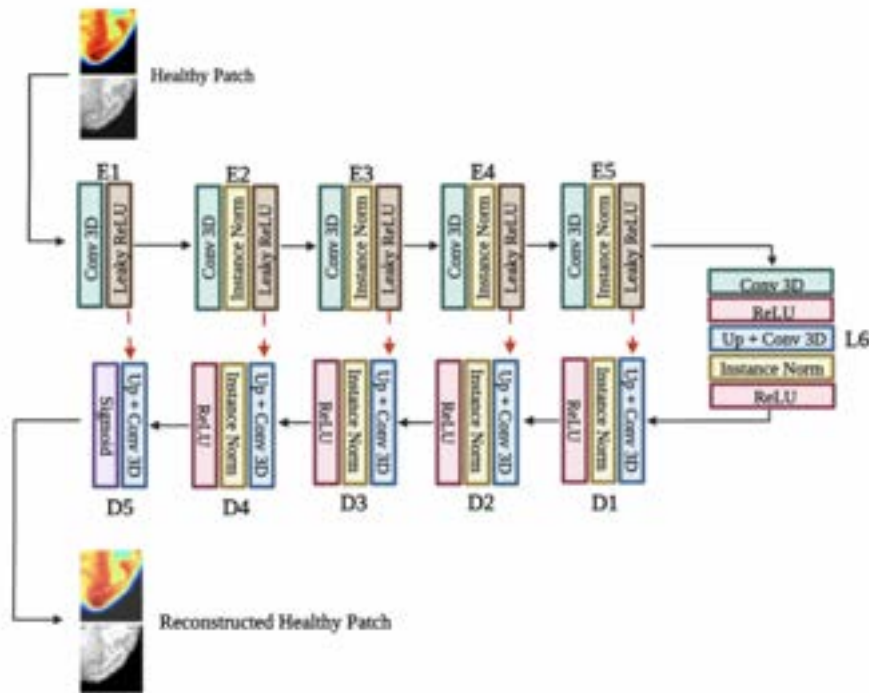 Healthy Patch
E1
E2
E3
E4
E5
Conv 3D
Leaky ReLU
Conv 3D
Instance Norm
Leaky ReLU
Conv 3D
Instance Norm
Leaky ReLU
Conv 3D
Instance Norm
Leaky ReLU
Conv 3D
Instance Norm
Leaky ReLU
Conv 3D
ReLU
Up + Conv 3D
Instance Norm
ReLU
L6
Sigmoid
Up + Conv 3D
ReLU
Instance Norm
Up + Conv 3D
ReLU
Instance Norm
Up + Conv 3D
ReLU
Instance Norm
Up + Conv 3D
ReLU
Instance Norm
Up + Conv 3D
D5
D4
D3
D2
D1
Reconstructed Healthy Patch